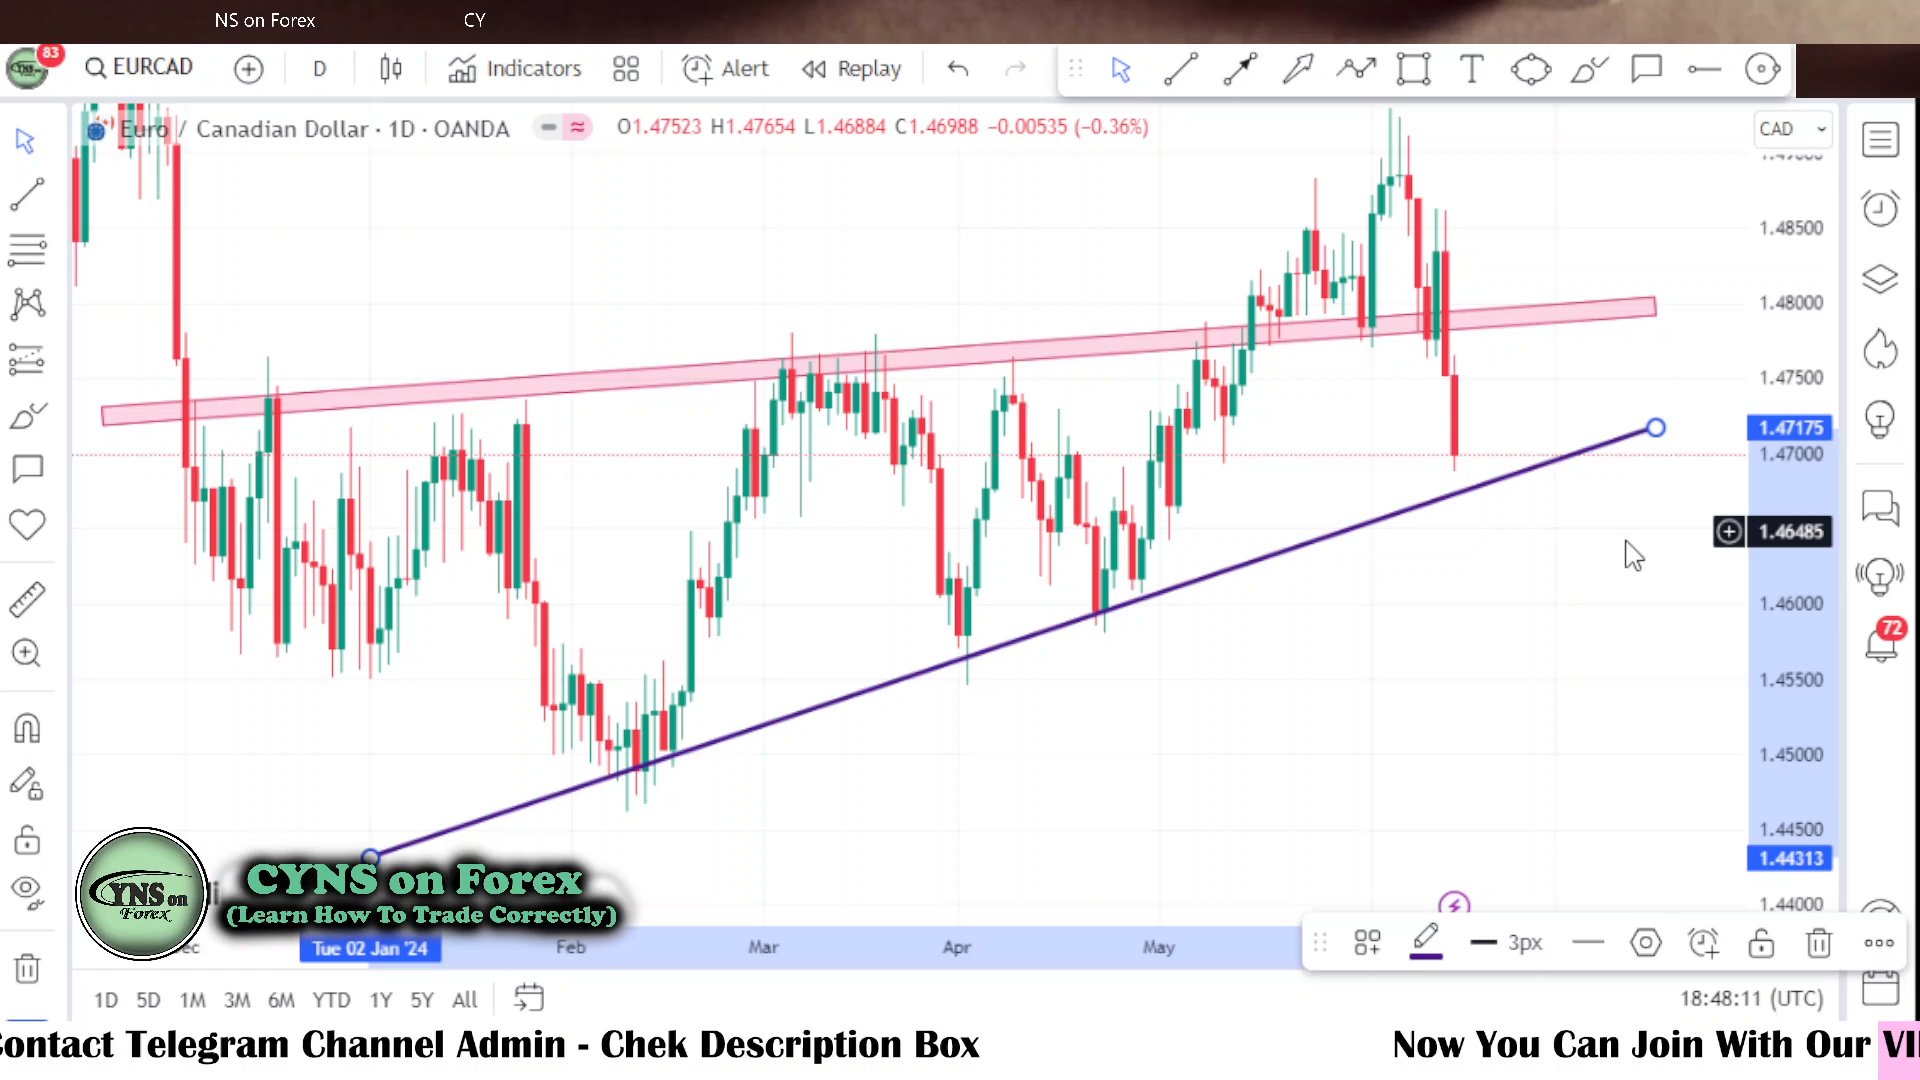 NS on Forex CY
83
EURCAD D Indicators Alert Replay T
Euro / Canadian Dollar · 1D · OANDA O1.47523 H1.47654 L1.46884 C1.46988 −0.00535 (−0.36%)
CAD
1.48500
1.48000
1.47500
1.47175
1.47000
1.46485
1.46000
72
1.45500
1.45000
1.44500
1.44313
1.44000
YNS on
Forex
CYNS on Forex
(Learn How To Trade Correctly)
Tue 02 Jan '24 Feb Mar Apr May
3px
1D 5D 1M 3M 6M YTD 1Y 5Y All
18:48:11 (UTC)
Contact Telegram Channel Admin - Chek Description Box
Now You Can Join With Our